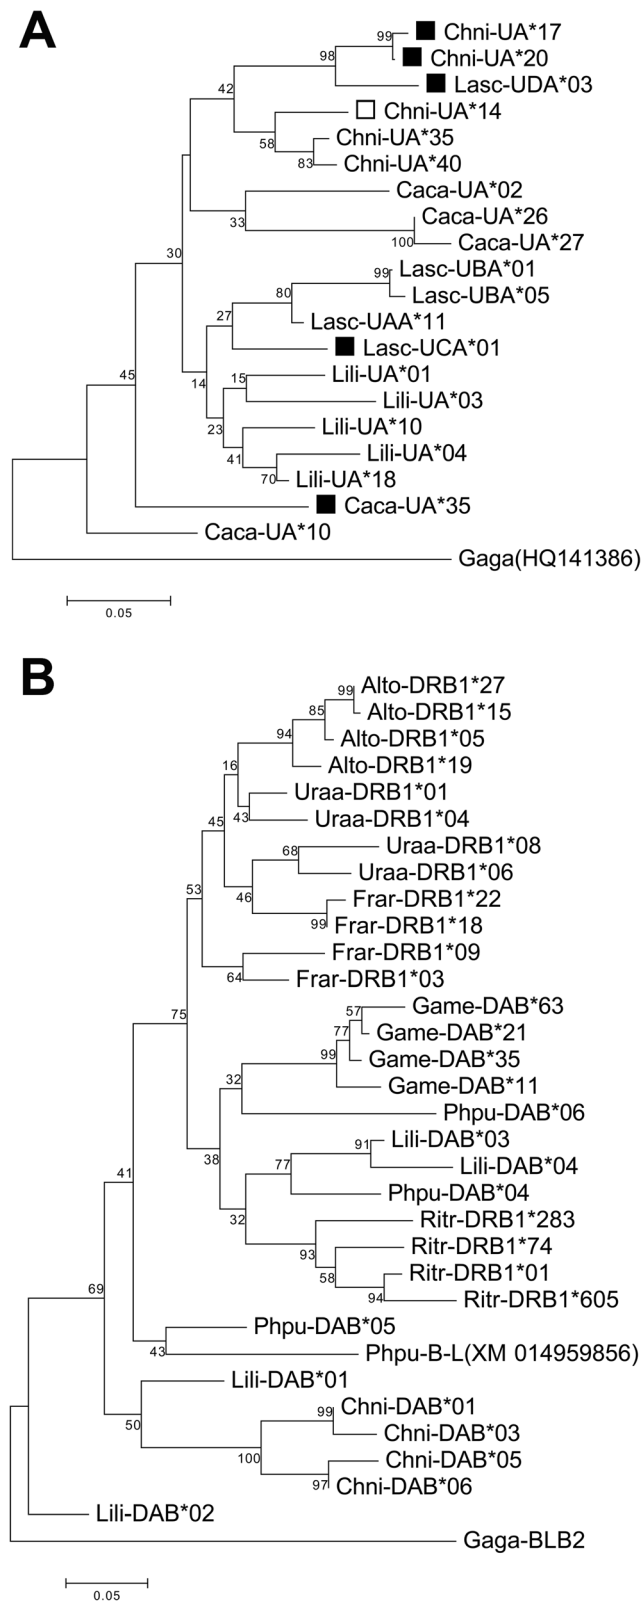 A
99
Chni-UA*17
Chni-UA*20
98
Lasc-UDA*03
42
Chni-UA*14
58
Chni-UA*35
83
Chni-UA*40
Caca-UA*02
33
Caca-UA*26
100
Caca-UA*27
30
99
Lasc-UBA*01
80
Lasc-UBA*05
27
Lasc-UAA*11
Lasc-UCA*01
14
15
Lili-UA*01
45
Lili-UA*03
23
Lili-UA*10
41
Lili-UA*04
70
Lili-UA*18
Caca-UA*35
Caca-UA*10
Gaga(HQ141386)
0.05
B
99
Alto-DRB1*27
85
Alto-DRB1*15
94
Alto-DRB1*05
16
Alto-DRB1*19
Uraa-DRB1*01
43
Uraa-DRB1*04
45
68
Uraa-DRB1*08
Uraa-DRB1*06
46
Frar-DRB1*22
53
99
Frar-DRB1*18
Frar-DRB1*09
64
Frar-DRB1*03
57
Game-DAB*63
75
77
Game-DAB*21
99
Game-DAB*35
32
Game-DAB*11
Phpu-DAB*06
38
91
Lili-DAB*03
77
Lili-DAB*04
41
Phpu-DAB*04
32
Ritr-DRB1*283
93
Ritr-DRB1*74
58
Ritr-DRB1*01
94
Ritr-DRB1*605
69
Phpu-DAB*05
43
Phpu-B-L(XM 014959856)
Lili-DAB*01
50
99
Chni-DAB*01
Chni-DAB*03
100
Chni-DAB*05
97
Chni-DAB*06
Lili-DAB*02
Gaga-BLB2
0.05